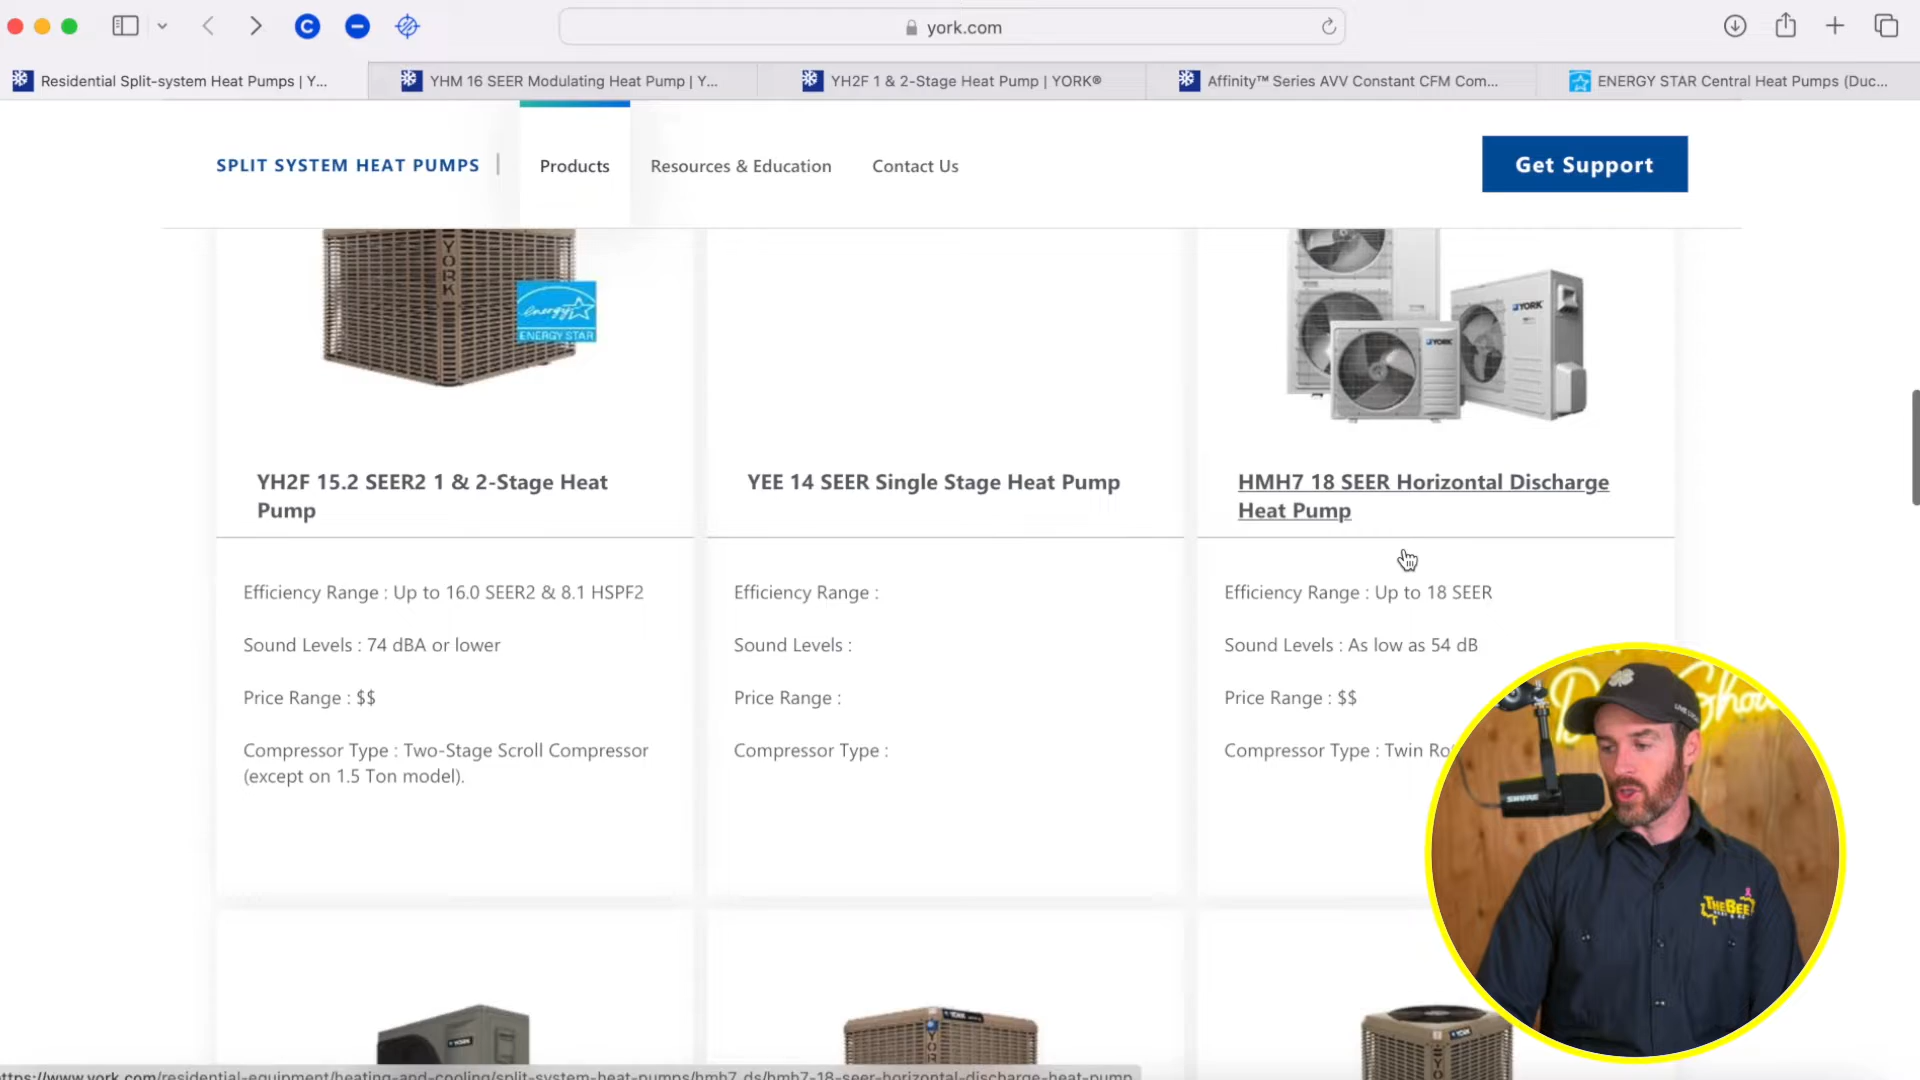 york.com
Residential Split-system Heat Pumps | Y...
YHM 16 SEER Modulating Heat Pump | Y...
YH2F 1 & 2-Stage Heat Pump | YORK®
Affinity™ Series AVV Constant CFM Com...
ENERGY STAR Central Heat Pumps (Duc...
SPLIT SYSTEM HEAT PUMPS
Products
Resources & Education
Contact Us
Get Support
YORK
energy
ENERGY STAR
YORK
YORK
YH2F 15.2 SEER2 1 & 2-Stage Heat
Pump
YEE 14 SEER Single Stage Heat Pump
HMH7 18 SEER Horizontal Discharge
Heat Pump
Efficiency Range : Up to 16.0 SEER2 & 8.1 HSPF2
Sound Levels : 74 dBA or lower
Price Range : $$
Compressor Type : Two-Stage Scroll Compressor
(except on 1.5 Ton model).
Efficiency Range :
Sound Levels :
Price Range :
Compressor Type :
Efficiency Range : Up to 18 SEER
Sound Levels : As low as 54 dB
Price Range : $$
Compressor Type : Twin
SHURE
THE BEE
YORK
YORK
YORK
https://www.york.com/residential-equipment/heating-and-cooling/split-system-heat-pumps/hmh7_ds/hmh7-18-seer-horizontal-discharge-heat-pump